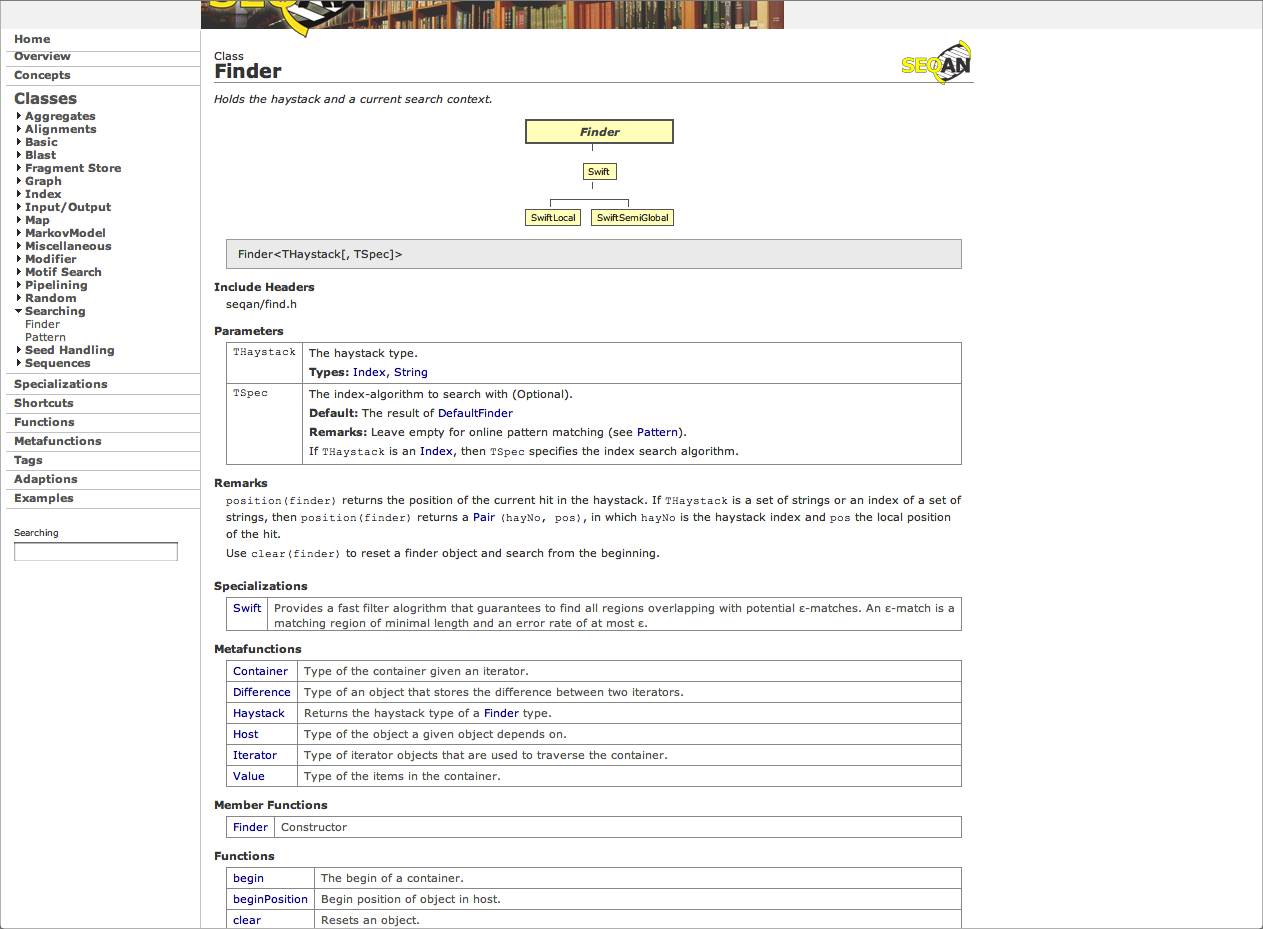 SEQAN
Home
Overview
Concepts
Classes
Aggregates
Alignments
Basic
Blast
Fragment Store
Graph
Index
Input/Output
Map
MarkovModel
Miscellaneous
Modifier
Motif Search
Pipelining
Random
Searching
Finder
Pattern
Seed Handling
Sequences
Specializations
Shortcuts
Functions
Metafunctions
Tags
Adaptions
Examples
Searching
Class
Finder
SEQAN
Holds the haystack and a current search context.
Finder
Swift
SwiftLocal SwiftSemiGlobal
Finder<THaystack[, TSpec]>
Include Headers
seqan/find.h
Parameters
THaystack The haystack type.
Types: Index, String
TSpec The index-algorithm to search with (Optional).
Default: The result of DefaultFinder
Remarks: Leave empty for online pattern matching (see Pattern).
If THaystack is an Index, then TSpec specifies the index search algorithm.
Remarks
position(finder) returns the position of the current hit in the haystack. If THaystack is a set of strings or an index of a set of
strings, then position(finder) returns a Pair (hayNo, pos), in which hayNo is the haystack index and pos the local position
of the hit.
Use clear(finder) to reset a finder object and search from the beginning.
Specializations
Swift Provides a fast filter alogrithm that guarantees to find all regions overlapping with potential ε-matches. An ε-match is a
matching region of minimal length and an error rate of at most ε.
Metafunctions
Container Type of the container given an iterator.
Difference Type of an object that stores the difference between two iterators.
Haystack Returns the haystack type of a Finder type.
Host Type of the object a given object depends on.
Iterator Type of iterator objects that are used to traverse the container.
Value Type of the items in the container.
Member Functions
Finder Constructor
Functions
begin The begin of a container.
beginPosition Begin position of object in host.
clear Resets an object.